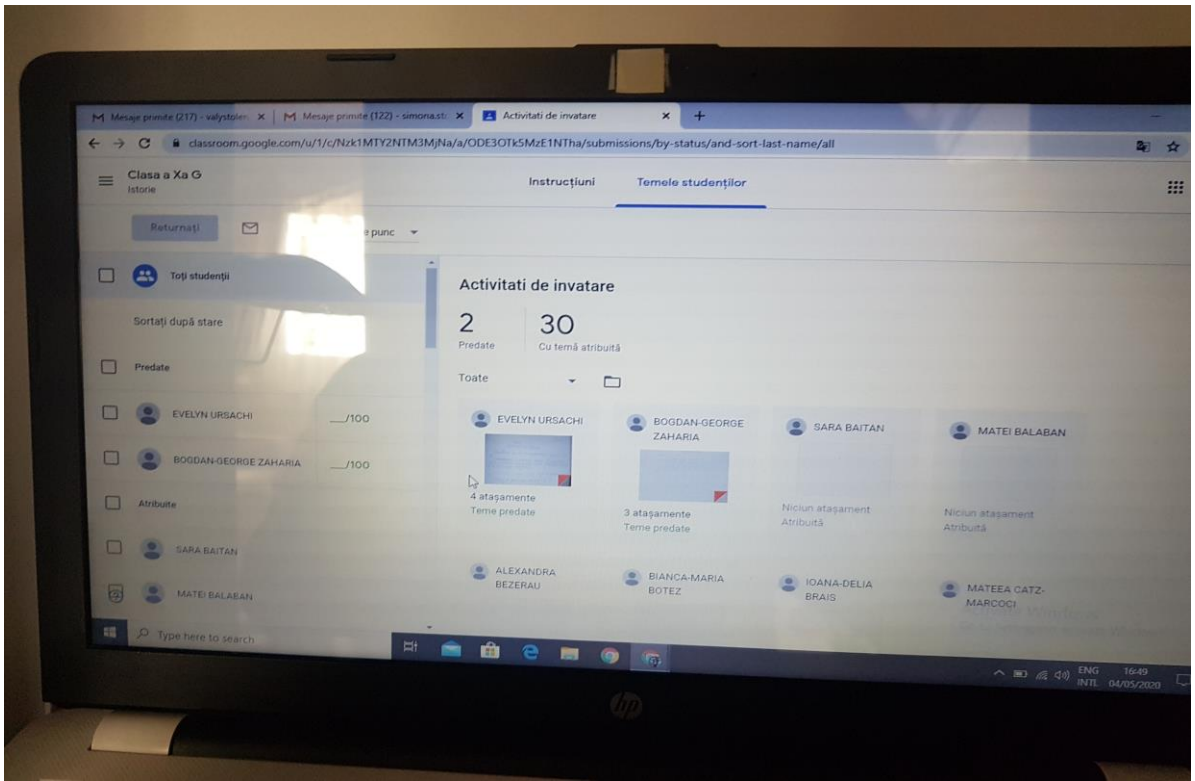 Mesaje primite (217) - valystolen
Mesaje primite (122) - simona.st
Activitati de invatare
classroom.google.com/u/1/c/Nzk1MTY2NTM3MjNa/a/ODE3OTk5MzE1NTha/submissions/by-status/and-sort-last-name/all
Clasa a Xa G
Istorie
Instrucțiuni
Temele studenților
Returnați
e punc
Toți studenții
Sortați după stare
Predate
EVELYN URSACHI
__/100
BOGDAN-GEORGE ZAHARIA
__/100
Atribuite
SARA BAITAN
MATEI BALABAN
Activitati de invatare
2
Predate
30
Cu temă atribuită
Toate
EVELYN URSACHI
4 atașamente
Teme predate
BOGDAN-GEORGE
ZAHARIA
3 atașamente
Teme predate
SARA BAITAN
Niciun atașament
Atribuită
MATEI BALABAN
Niciun atașament
Atribuită
ALEXANDRA
BEZERAU
BIANCA-MARIA
BOTEZ
IOANA-DELIA
BRAIS
MATEEA CATZ-
MARCOCI
Type here to search
ENG
INTL
16:49
04/05/2020
hp